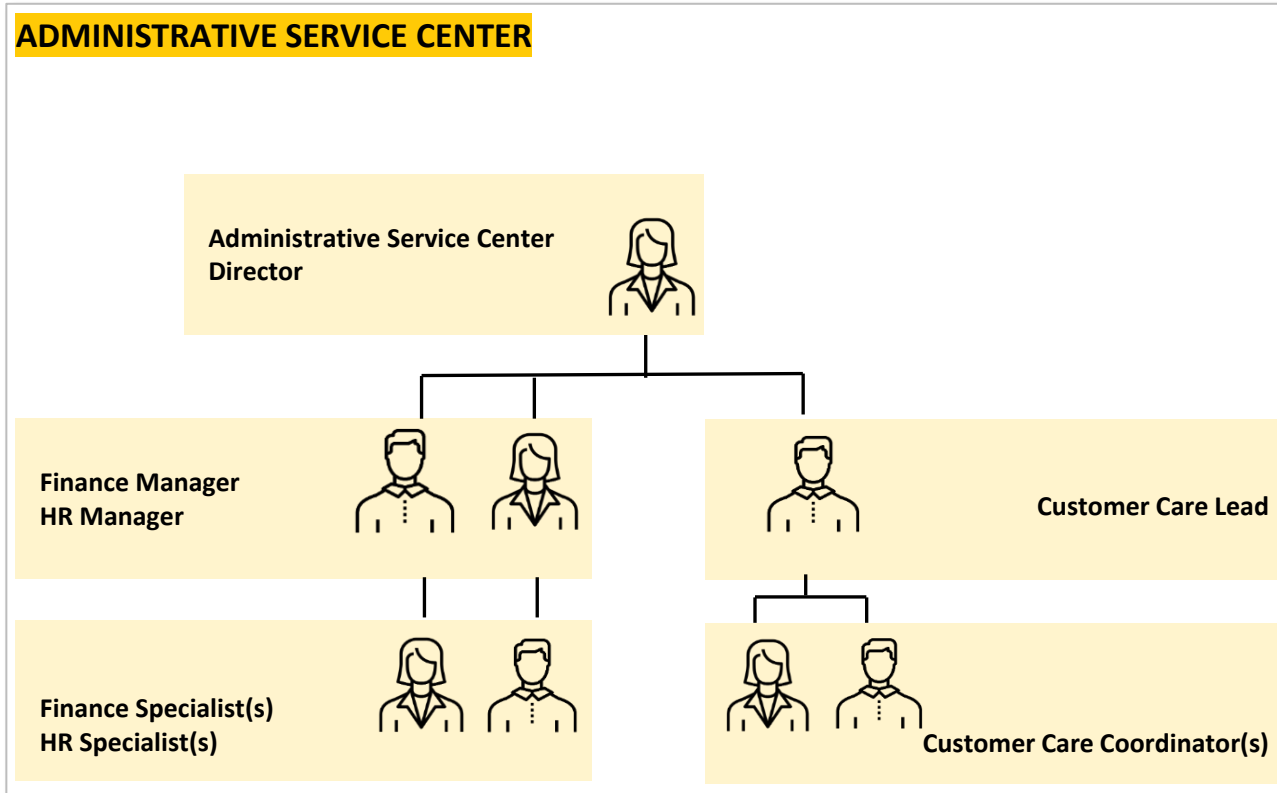 ADMINISTRATIVE SERVICE CENTER
Administrative Service Center
Director
Finance Manager
HR Manager
Customer Care Lead
Finance Specialist(s)
HR Specialist(s)
Customer Care Coordinator(s)